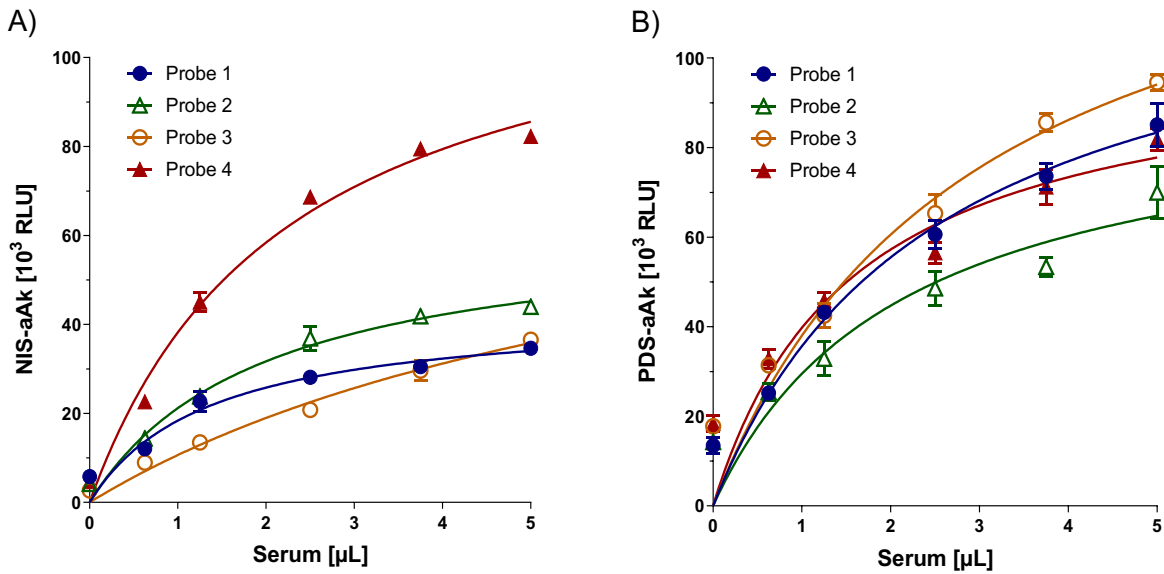 A)
NIS-aAk [10³ RLU]
100
80
60
40
20
0
Probe 1
Probe 2
Probe 3
Probe 4
0 1 2 3 4 5
Serum [µL]
B)
PDS-aAk [10³ RLU]
100
80
60
40
20
0
Probe 1
Probe 2
Probe 3
Probe 4
0 1 2 3 4 5
Serum [µL]